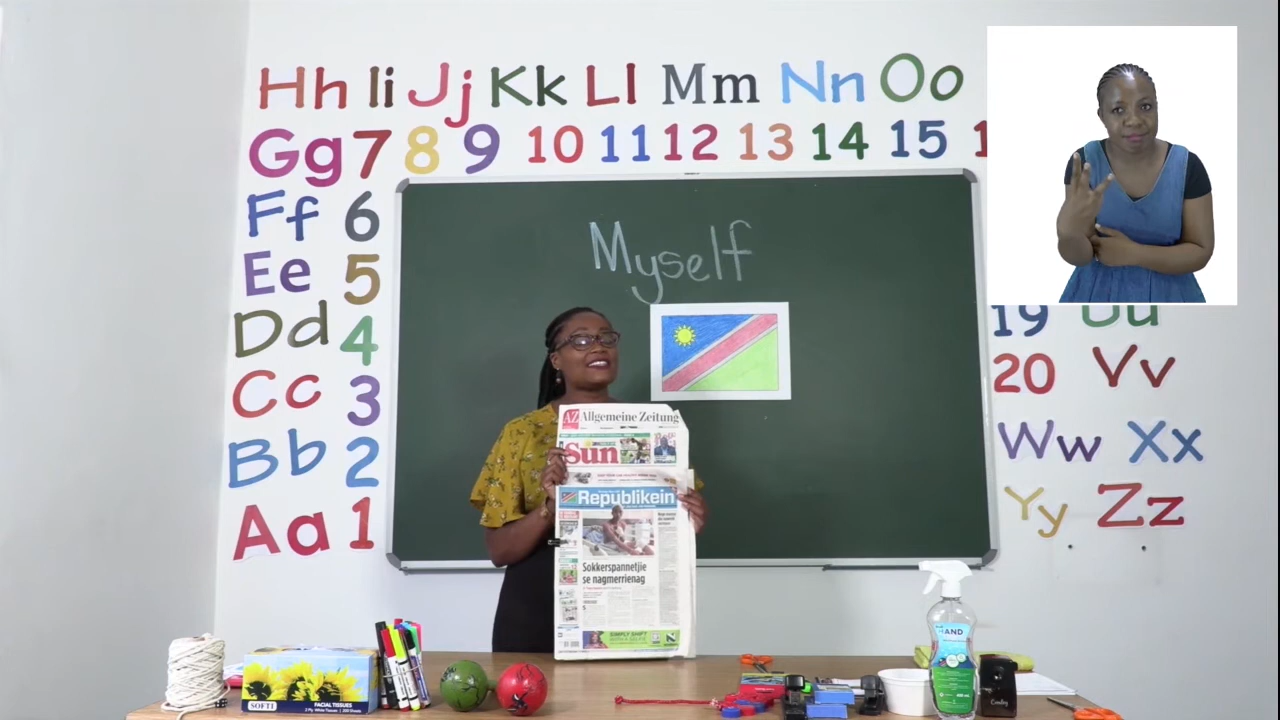 Hh Ii Jj Kk Ll Mm Nn Oo
Gg 7 8 9 10 11 12 13 14 15
Ff 6
Ee 5
Dd 4
Cc 3
Bb 2
Aa 1
Myself
19
20 Vv
Ww Xx
Yy Zz
AZ Allgemeine Zeitung
Sun
Republikein
Sokkerspannetjie
se nagmerrienag
SIMPLY SHIFT
SOFTI FACIAL TISSUES
HAND